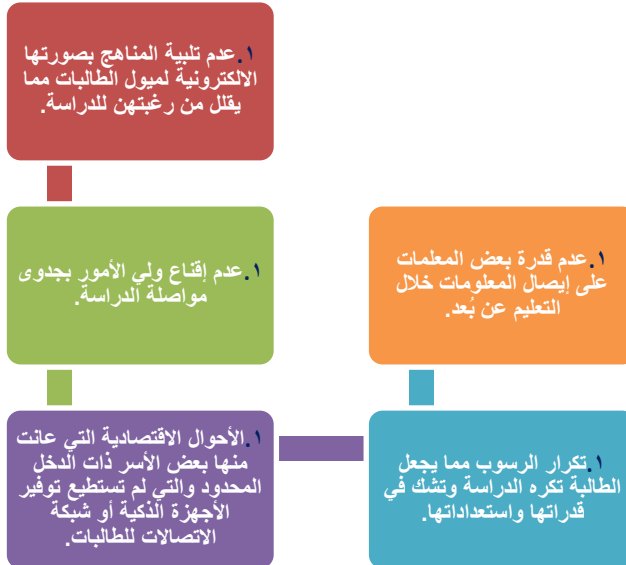 ١.عدم تلبية المناهج بصورتها
الالكترونية لميول الطالبات مما
يقلل من رغبتهن للدراسة.
١.عدم إقناع ولي الأمور بجدوى
مواصلة الدراسة.
١.الأحوال الاقتصادية التي عانت
منها بعض الأسر ذات الدخل
المحدود والتي لم تستطيع توفير
الأجهزة الذكية أو شبكة
الاتصالات للطالبات.
١.تكرار الرسوب مما يجعل
الطالبة تكره الدراسة وتشك في
قدراتها واستعداداتها.
١.عدم قدرة بعض المعلمات
على إيصال المعلومات خلال
التعليم عن بُعد.